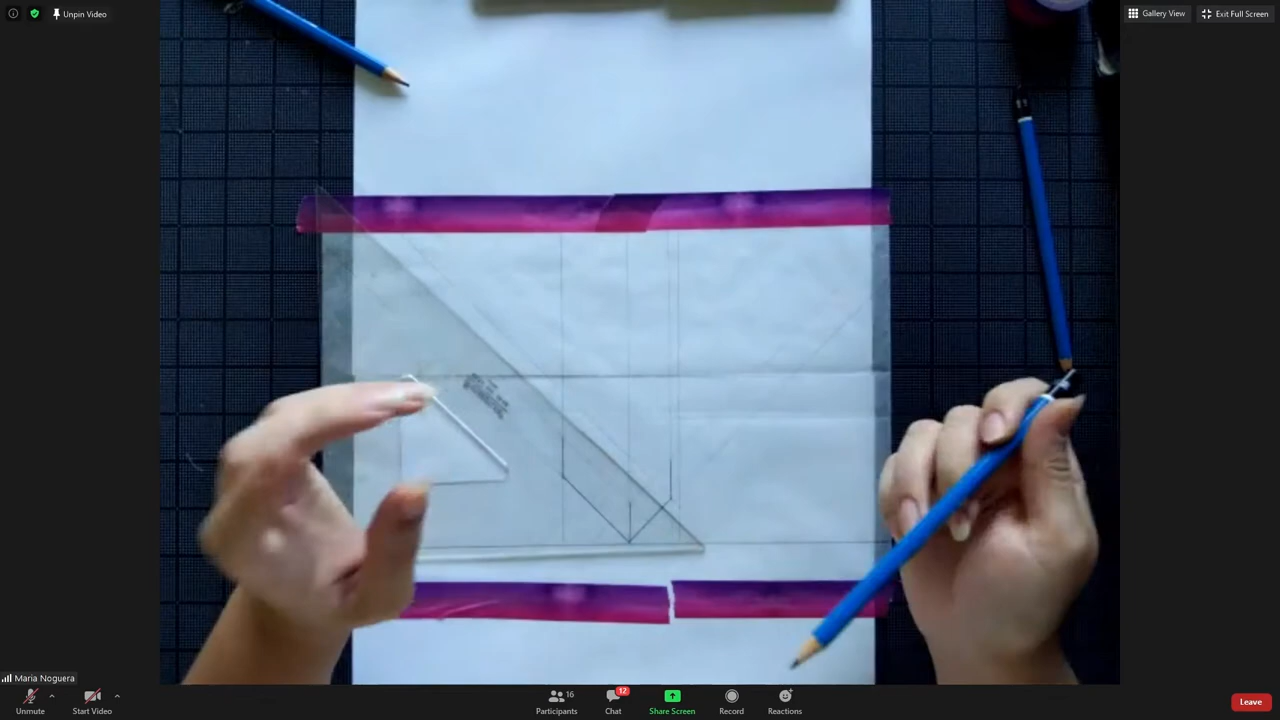 Unpin Video
Gallery View
Exit Full Screen
Maria Noguera
Unmute
Start Video
16
Participants
12
Chat
Share Screen
Record
Reactions
Leave